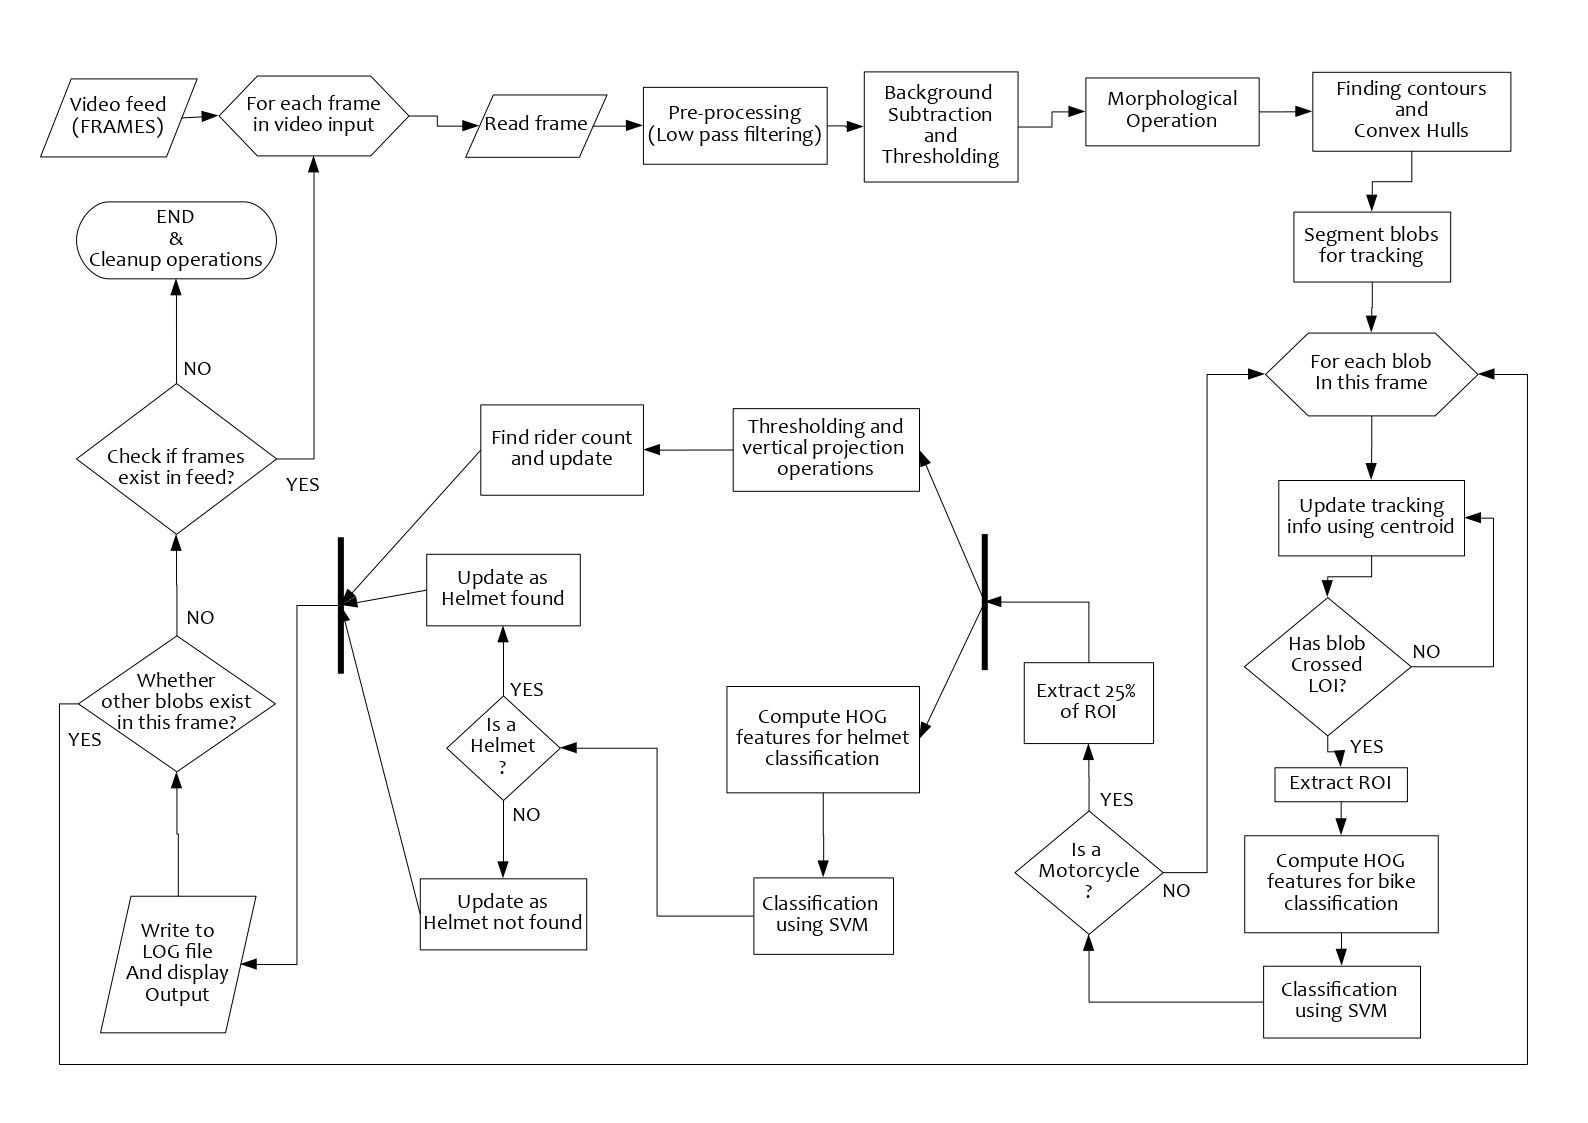 Video feed
(FRAMES)
For each frame
in video input
Read frame
Pre-processing
(Low pass filtering)
Background
Subtraction
and
Thresholding
Morphological
Operation
Finding contours
and
Convex Hulls
Segment blobs
for tracking
For each blob
In this frame
Update tracking
info using centroid
Has blob
Crossed
LOI?
NO
YES
Extract ROI
Compute HOG
features for bike
classification
Classification
using SVM
Is a
Motorcycle
?
NO
YES
Extract 25%
of ROI
Thresholding and
vertical projection
operations
Find rider count
and update
Compute HOG
features for helmet
classification
Classification
using SVM
Is a
Helmet
?
YES
Update as
Helmet found
NO
Update as
Helmet not found
Write to
LOG file
And display
Output
Whether
other blobs exist
in this frame?
YES
NO
Check if frames
exist in feed?
YES
NO
END
&
Cleanup operations